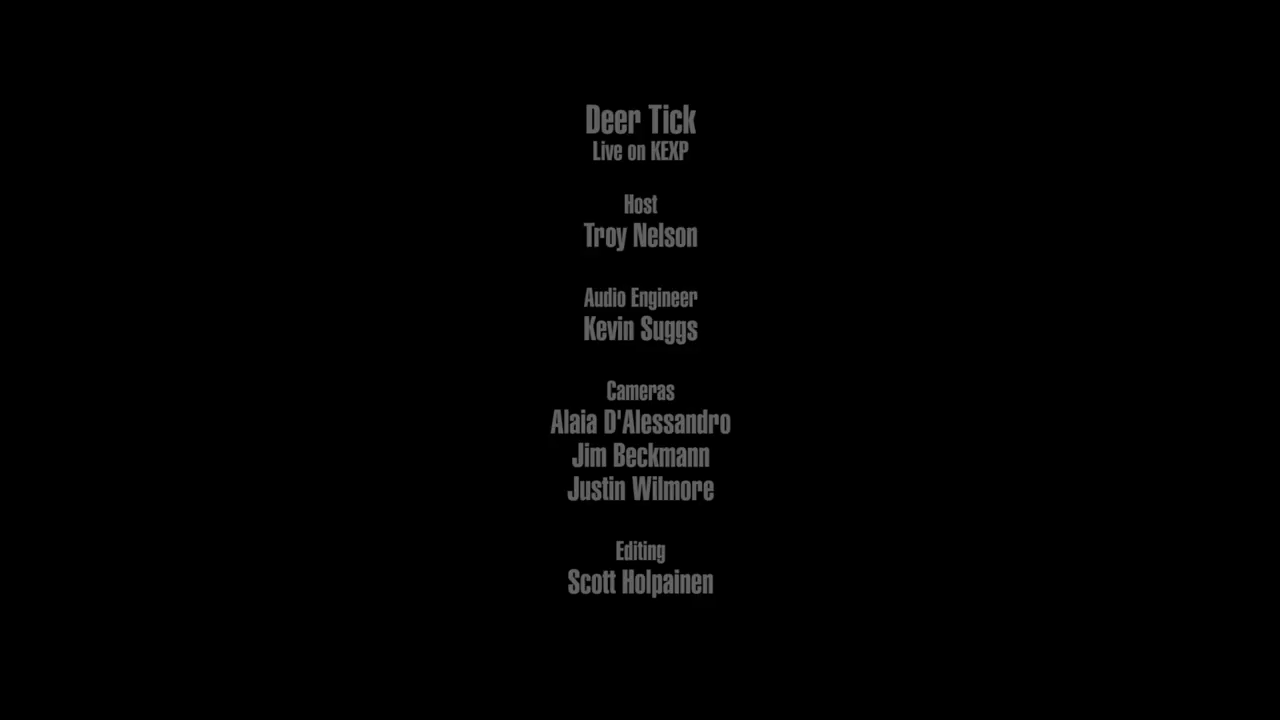 Deer Tick
Live on KEXP
Host
Troy Nelson
Audio Engineer
Kevin Suggs
Cameras
Alaia D'Alessandro
Jim Beckmann
Justin Wilmore
Editing
Scott Holpainen